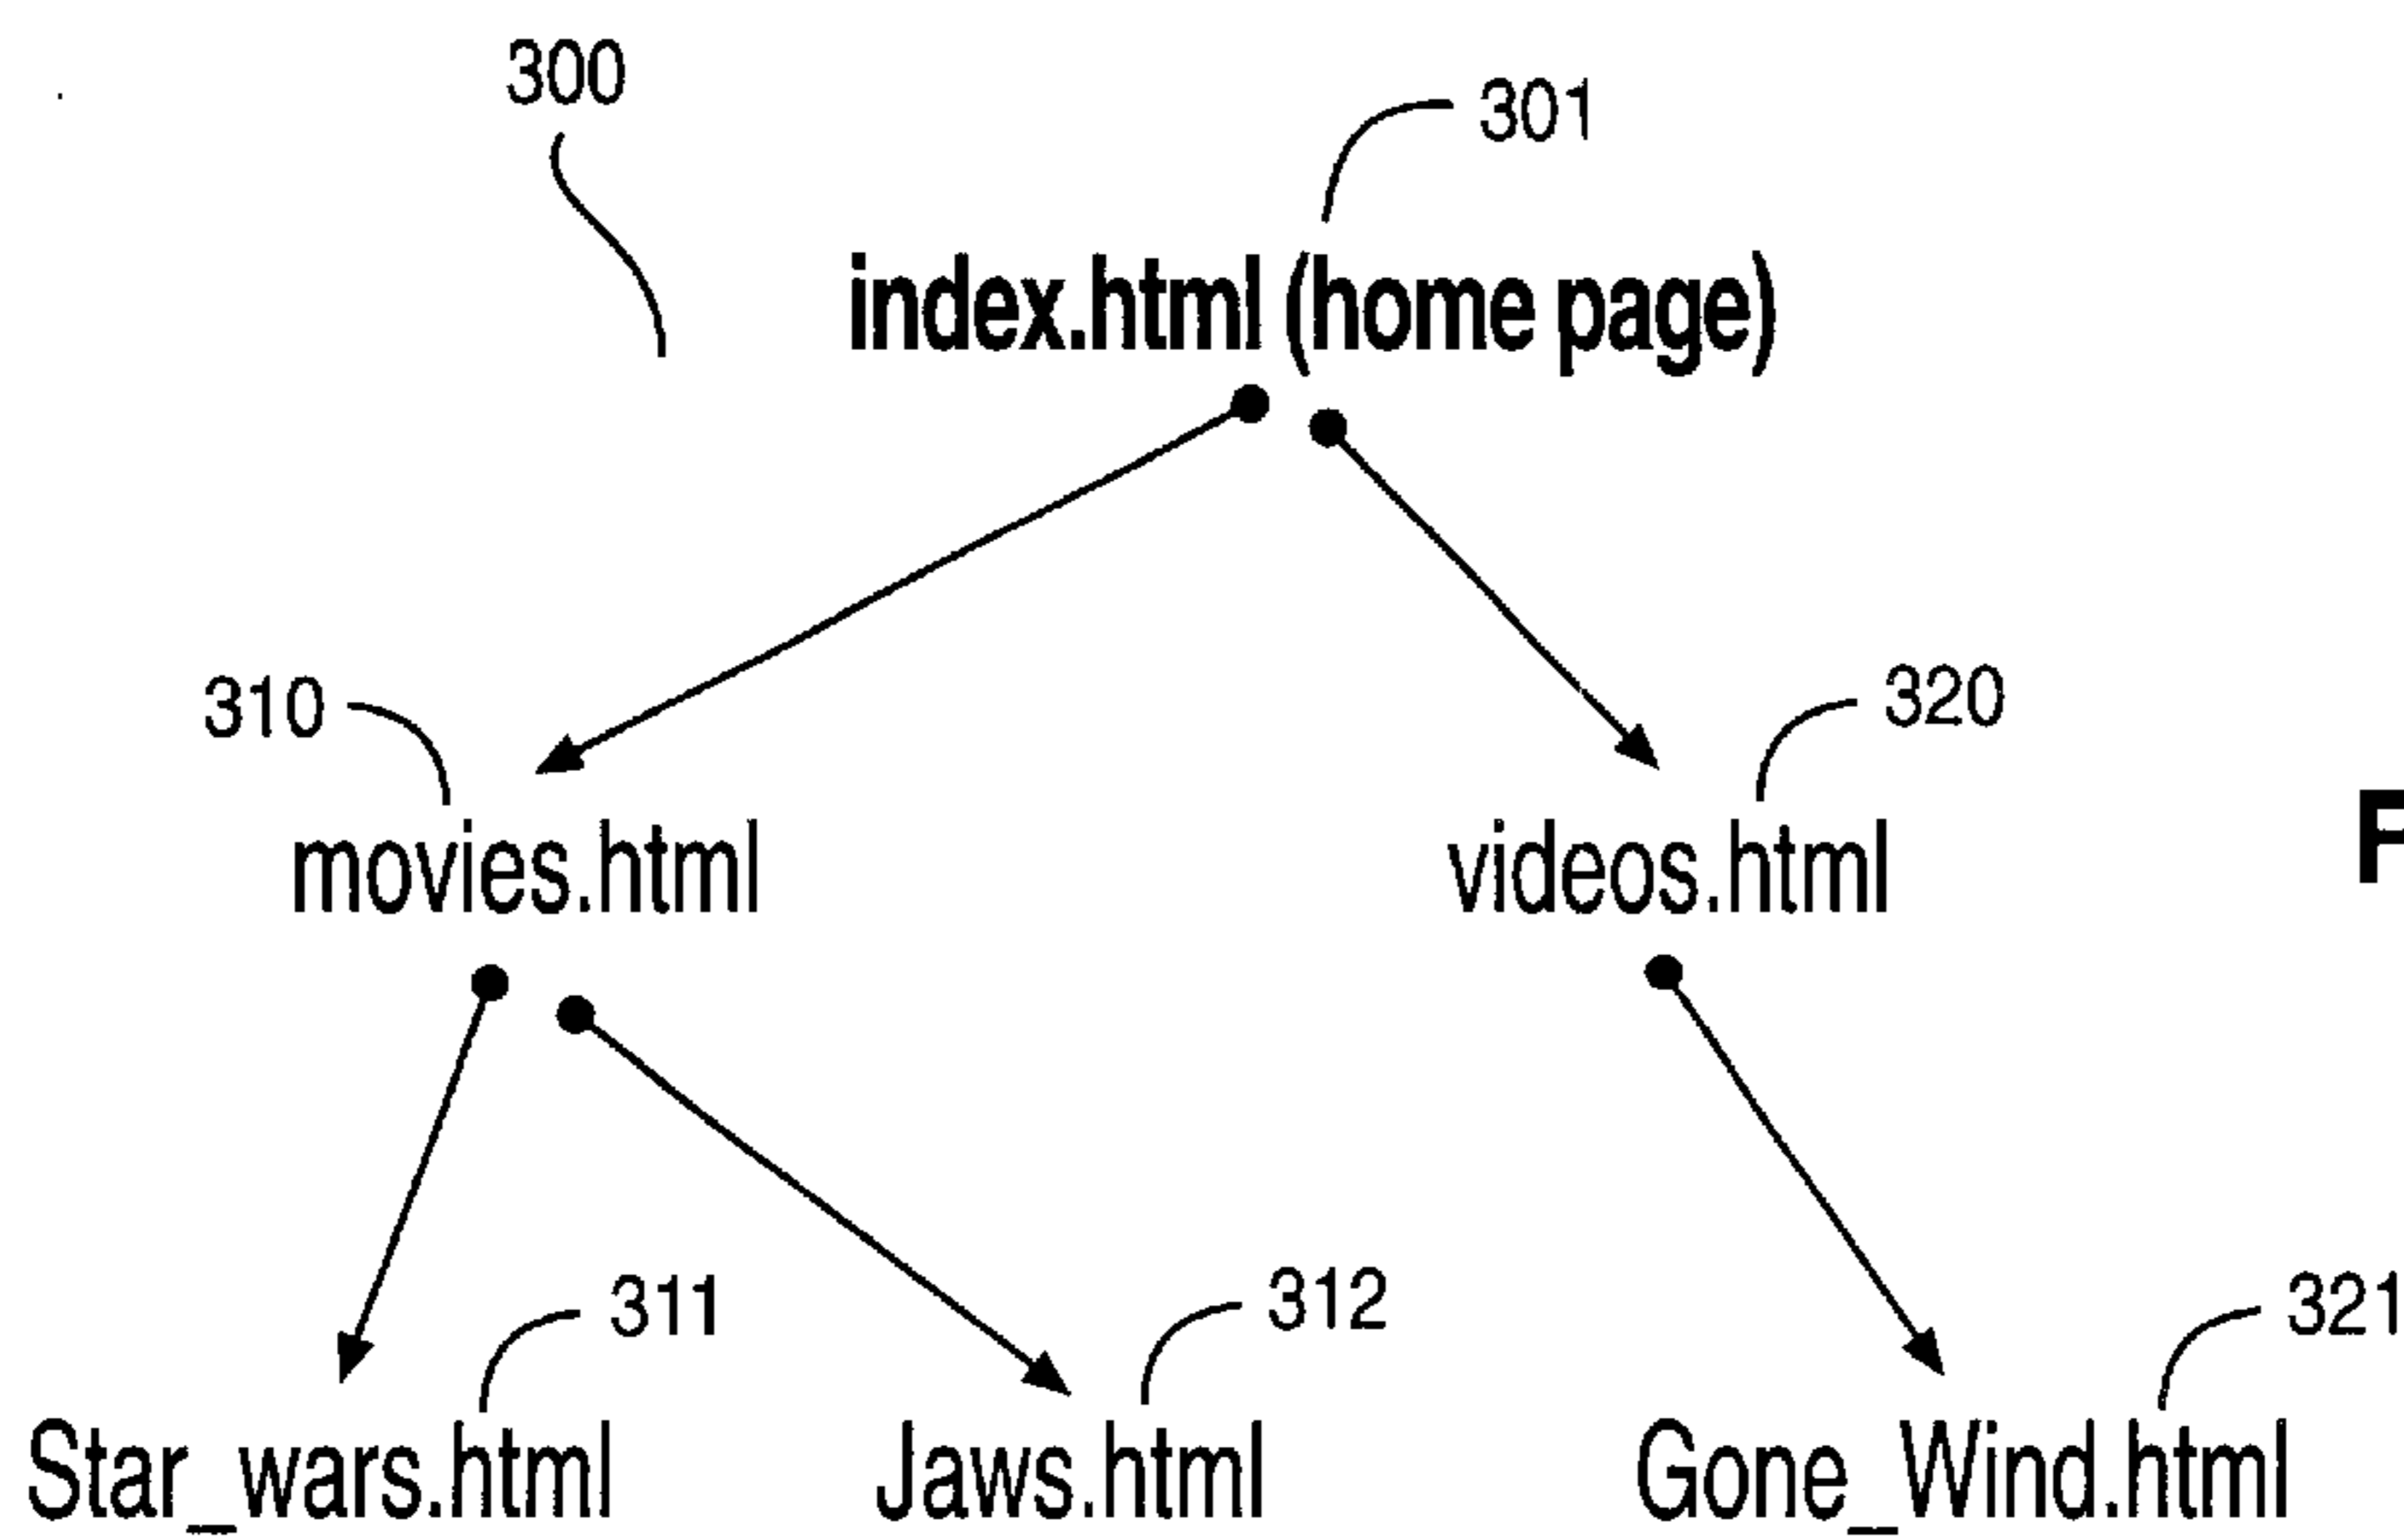 300
301
index.html (home page)
310
320
movies.html
videos.html
F
311
312
321
Star_wars.html
Jaws.html
Gone_Wind.html